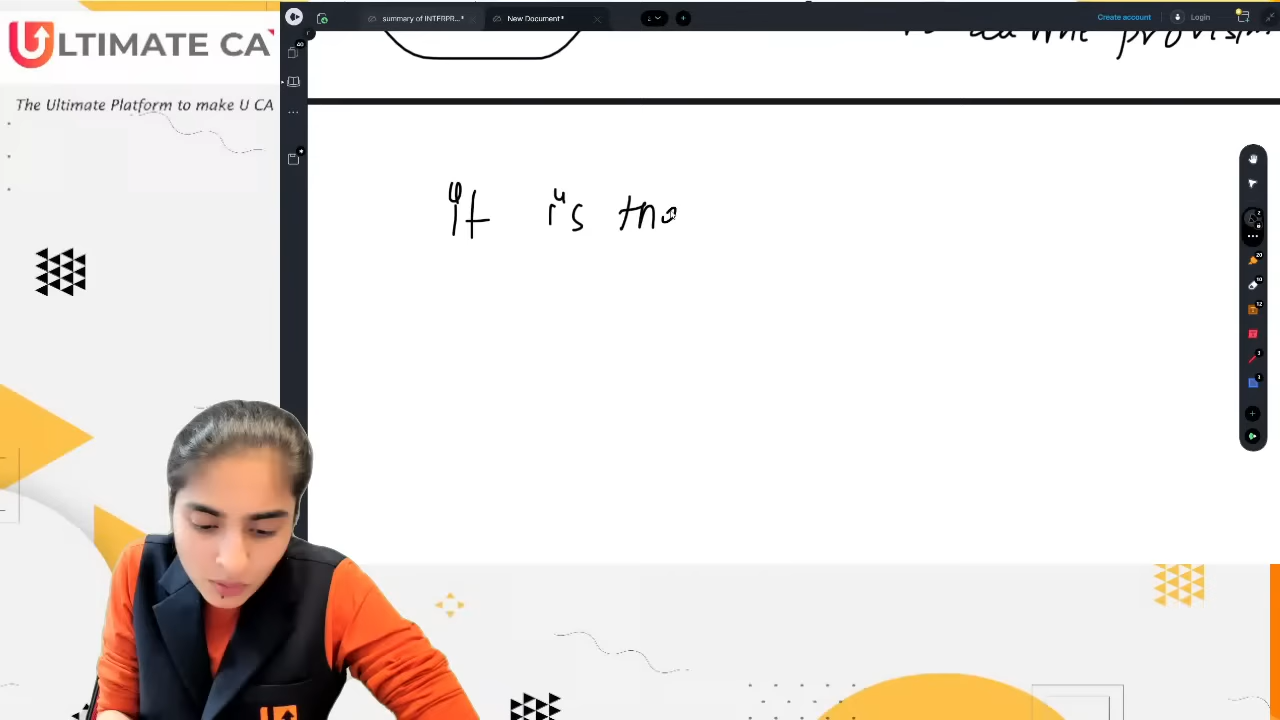 ULTIMATE CA
The Ultimate Platform to make U CA
summary of INTERPR...*
New Document*
Create account
Login
provision
it is the